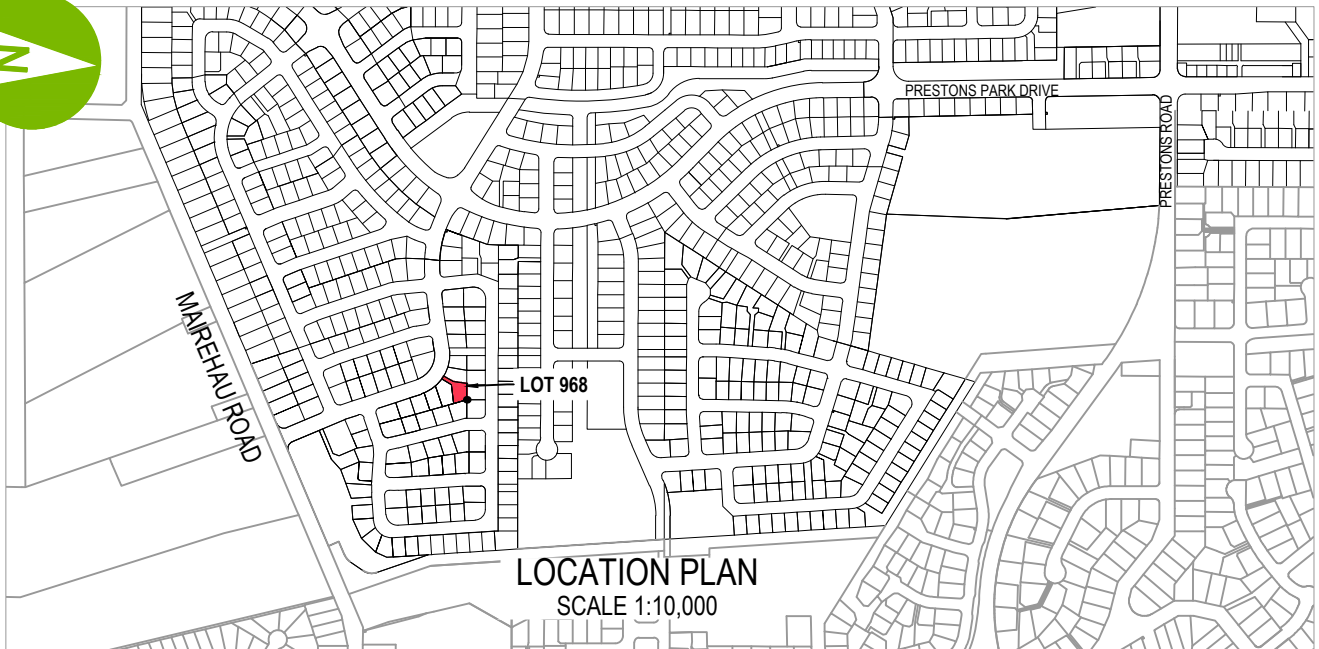 N
PRESTONS PARK DRIVE
PRESTONS ROAD
MAIREHAU ROAD
LOT 968
LOCATION PLAN
SCALE 1:10,000